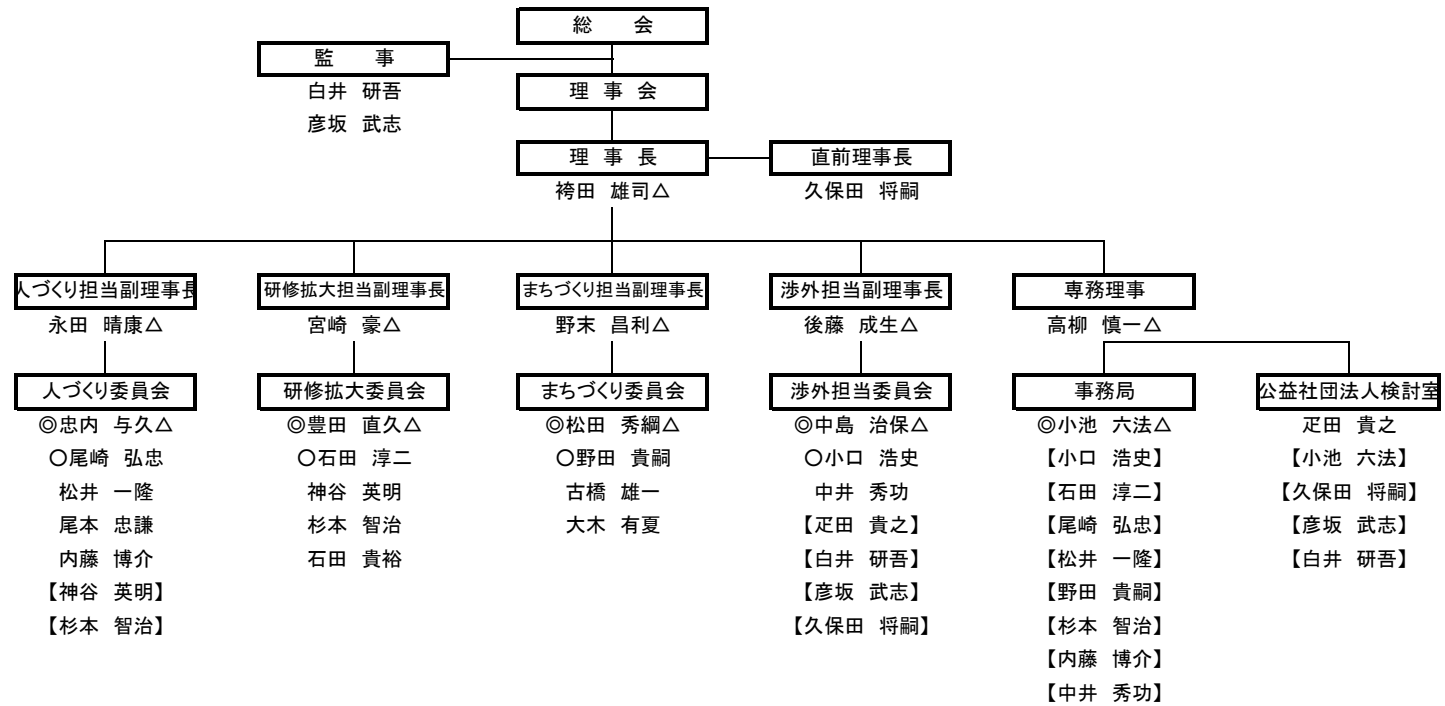 総　会
監　事
白井　研吾
彦坂　武志
理　事　会
理　事　長
袴田　雄司△
直前理事長
久保田　将嗣
人づくり担当副理事長
永田　晴康△
研修拡大担当副理事長
宮崎　豪△
まちづくり担当副理事長
野末　昌利△
渉外担当副理事長
後藤　成生△
専務理事
高柳　慎一△
人づくり委員会
◎忠内　与久△
○尾崎　弘忠
松井　一隆
尾本　忠謙
内藤　博介
【神谷　英明】
【杉本　智治】
研修拡大委員会
◎豊田　直久△
○石田　淳二
神谷　英明
杉本　智治
石田　貴裕
まちづくり委員会
◎松田　秀綱△
○野田　貴嗣
古橋　雄一
大木　有夏
渉外担当委員会
◎中島　治保△
○小口　浩史
中井　秀功
【疋田　貴之】
【白井　研吾】
【彦坂　武志】
【久保田　将嗣】
事務局
◎小池　六法△
【小口　浩史】
【石田　淳二】
【尾崎　弘忠】
【松井　一隆】
【野田　貴嗣】
【杉本　智治】
【内藤　博介】
【中井　秀功】
公益社団法人検討室
疋田　貴之
【小池　六法】
【久保田　将嗣】
【彦坂　武志】
【白井　研吾】